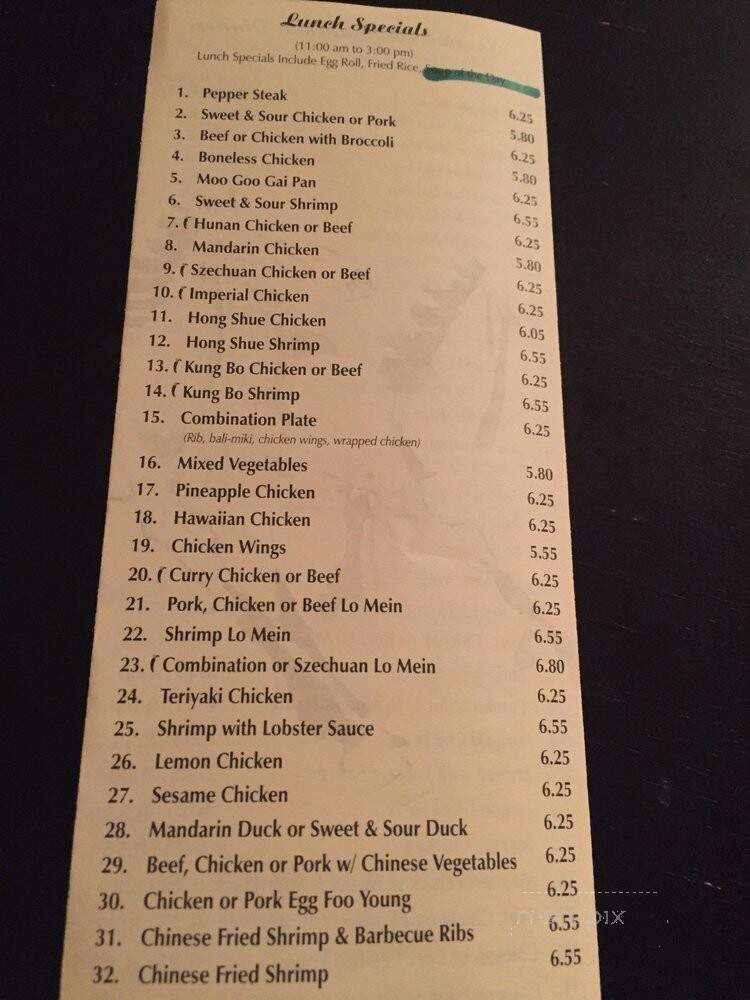 Lunch Specials
(11:00 am to 3:00 pm)
Lunch Specials Include Egg Roll, Fried Rice, Soup of the Day
1. Pepper Steak 6.25
2. Sweet & Sour Chicken or Pork 5.80
3. Beef or Chicken with Broccoli 6.25
4. Boneless Chicken 5.80
5. Moo Goo Gai Pan 6.25
6. Sweet & Sour Shrimp 6.55
7. Hunan Chicken or Beef 6.25
8. Mandarin Chicken 5.80
9. Szechuan Chicken or Beef 6.25
10. Imperial Chicken 6.25
11. Hong Shue Chicken 6.05
12. Hong Shue Shrimp 6.55
13. Kung Bo Chicken or Beef 6.25
14. Kung Bo Shrimp 6.55
15. Combination Plate 6.25
(Rib, bali-miki, chicken wings, wrapped chicken)
16. Mixed Vegetables 5.80
17. Pineapple Chicken 6.25
18. Hawaiian Chicken 6.25
19. Chicken Wings 5.55
20. Curry Chicken or Beef 6.25
21. Pork, Chicken or Beef Lo Mein 6.25
22. Shrimp Lo Mein 6.55
23. Combination or Szechuan Lo Mein 6.80
24. Teriyaki Chicken 6.25
25. Shrimp with Lobster Sauce 6.55
26. Lemon Chicken 6.25
27. Sesame Chicken 6.25
28. Mandarin Duck or Sweet & Sour Duck 6.25
29. Beef, Chicken or Pork w/ Chinese Vegetables 6.25
30. Chicken or Pork Egg Foo Young 6.25
31. Chinese Fried Shrimp & Barbecue Ribs 6.55
32. Chinese Fried Shrimp 6.55